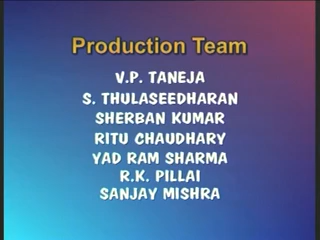 Production Team
V.P. TANEJA
S. THULASEEDHARAN
SHERBAN KUMAR
RITU CHAUDHARY
YAD RAM SHARMA
R.K. PILLAI
SANJAY MISHRA